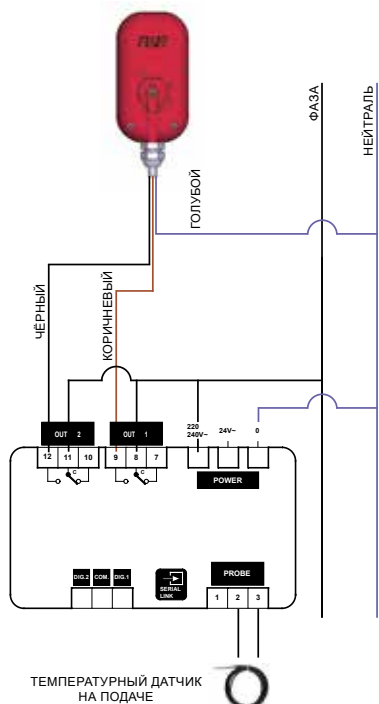 ФАЗА
НЕЙТРАЛЬ
ГОЛУБОЙ
ЧЁРНЫЙ
КОРИЧНЕВЫЙ
OUT 2
OUT 1
220
240V~
24V~
0
12 11 10
9 8 7
C
C
POWER
DIG.2 COM. DIG.1
SERIAL
LINK
PROBE
1 2 3
ТЕМПЕРАТУРНЫЙ ДАТЧИК
НА ПОДАЧЕ